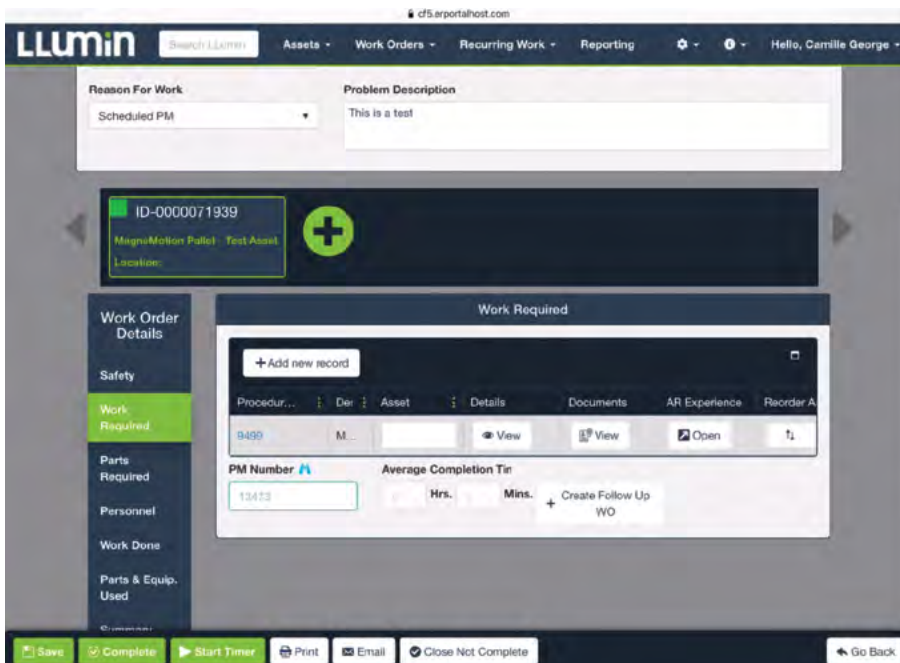 cf5.erportalhost.com
LLUMIN
Search LLumin
Assets
Work Orders
Recurring Work
Reporting
Hello, Camille George
Reason For Work
Problem Description
Scheduled PM
This is a test
ID-0000071939
MagneMotion Pallet - Test Asset
Location:
Work Order
Details
Safety
Work
Required
Parts
Required
Personnel
Work Done
Parts & Equip.
Used
Summary
Work Required
+ Add new record
Procedur... Der Asset Details Documents AR Experience Reorder A
9499 M... View View Open
PM Number Average Completion Tir
13473 Hrs. Mins. + Create Follow Up
WO
Save Complete Start Timer Print Email Close Not Complete Go Back